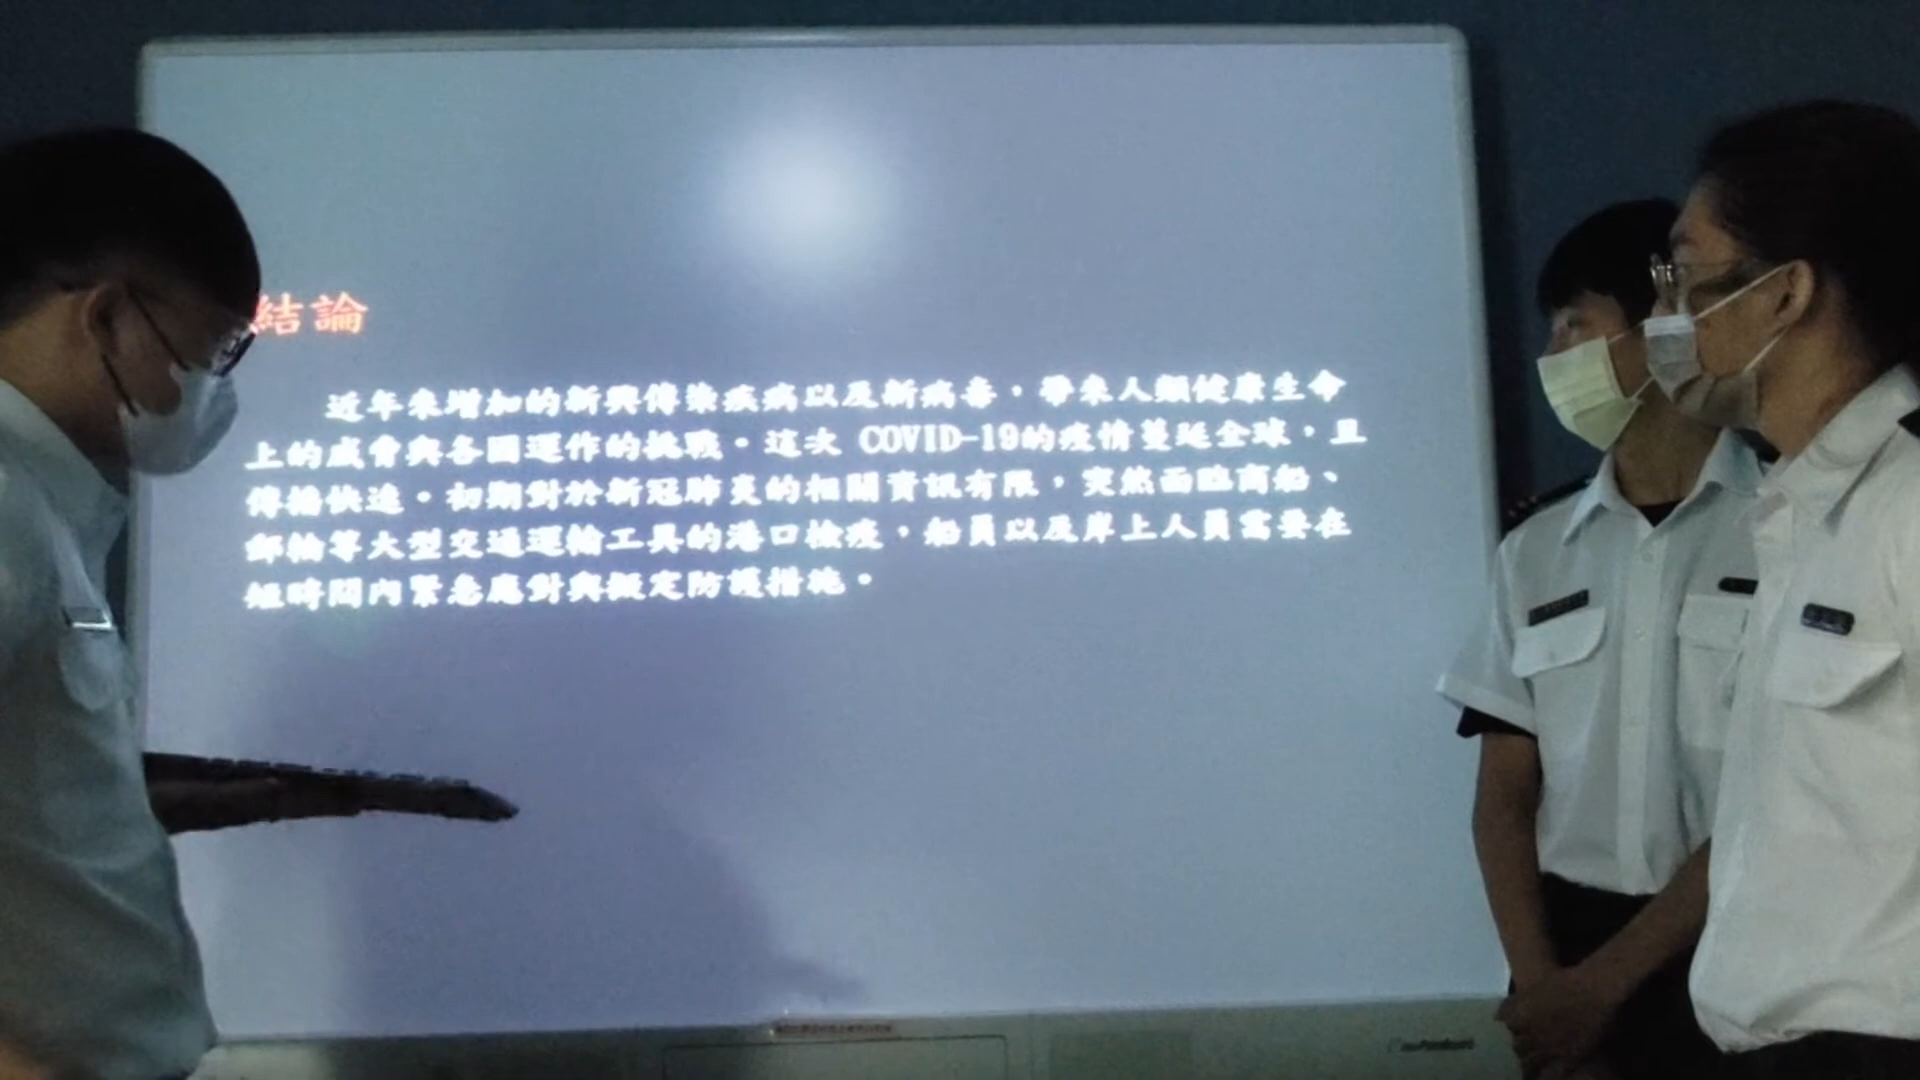 結論
近年來增加的新興傳染疾病以及新病毒，帶來人類健康生命
上的威脅與各國運作的挑戰。這次 COVID-19的疫情蔓延全球，且
傳播快速。初期對於新冠肺炎的相關資訊有限，突然面臨商船、
郵輪等大型交通運輸工具的港口檢疫，船員以及岸上人員需要在
短時間內緊急應對與擬定防護措施。